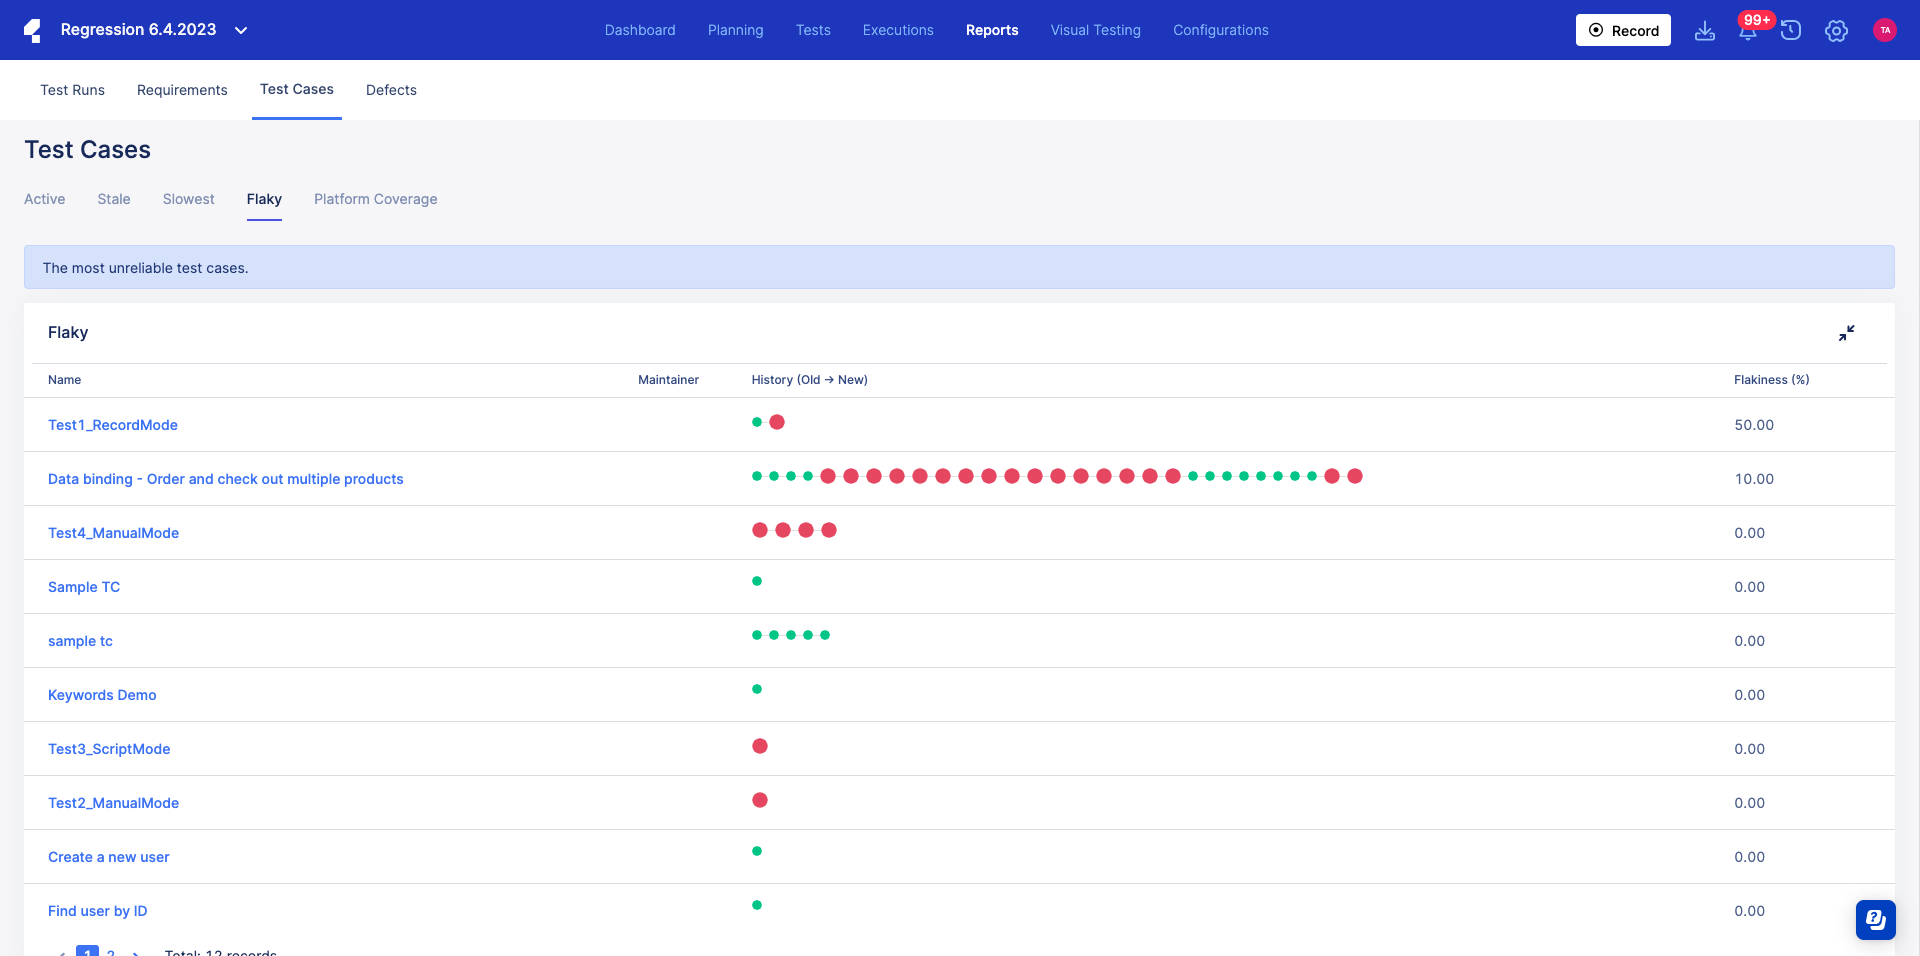 Regression 6.4.2023
Dashboard Planning Tests Executions Reports Visual Testing Configurations
Record
99+
TA
Test Runs Requirements Test Cases Defects
Test Cases
Active Stale Slowest Flaky Platform Coverage
The most unreliable test cases.
Flaky
Name Maintainer History (Old → New) Flakiness (%)
Test1_RecordMode 50.00
Data binding - Order and check out multiple products 10.00
Test4_ManualMode 0.00
Sample TC 0.00
sample tc 0.00
Keywords Demo 0.00
Test3_ScriptMode 0.00
Test2_ManualMode 0.00
Create a new user 0.00
Find user by ID 0.00
1 2 Total: 12 records